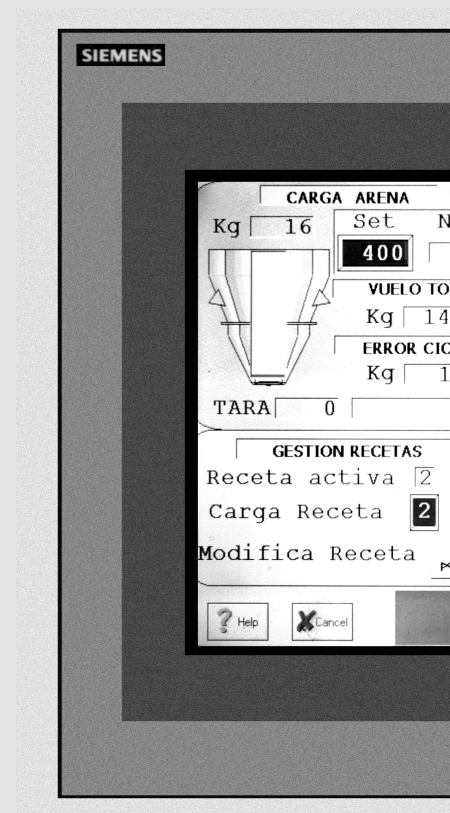 SIEMENS
CARGA ARENA
Kg 16
Set
400
VUELO
Kg 14
ERROR
Kg 1
TARA 0
GESTION RECETAS
Receta activa 2
Carga Receta 2
Modifica Receta
? Help
Cancel